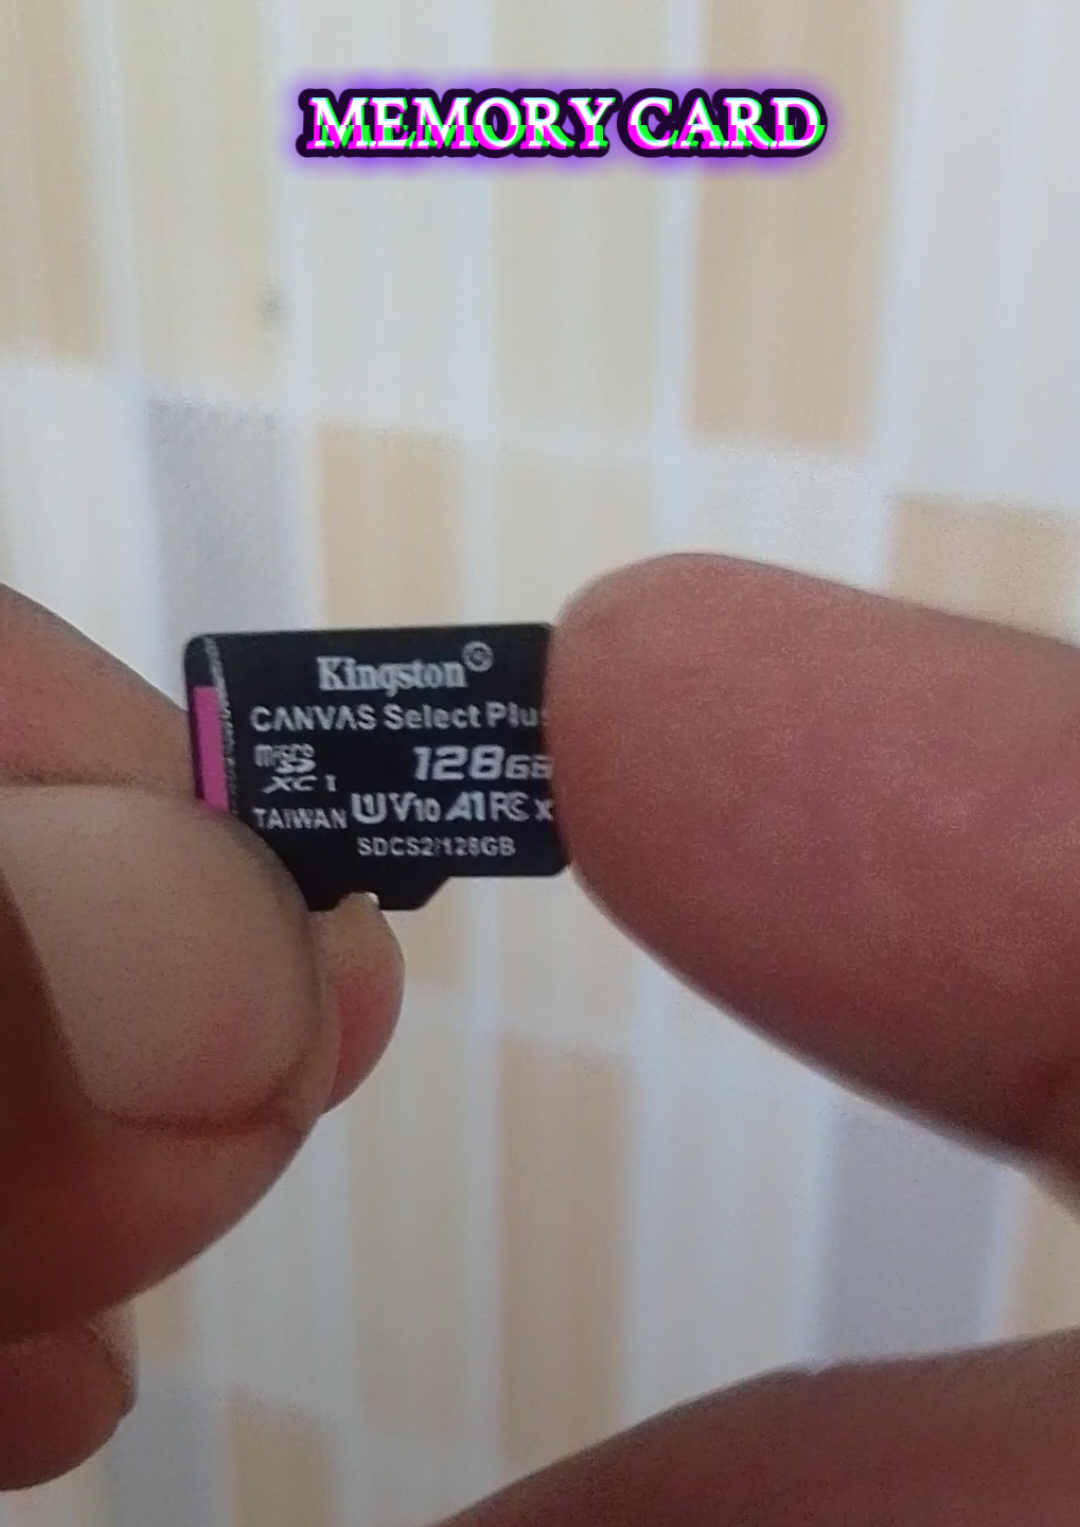 MEMORY CARD
Kingston®
CANVAS Select Plus
micro SD XC I 128GB
TAIWAN U1 V10 A1
SDCS2/128GB